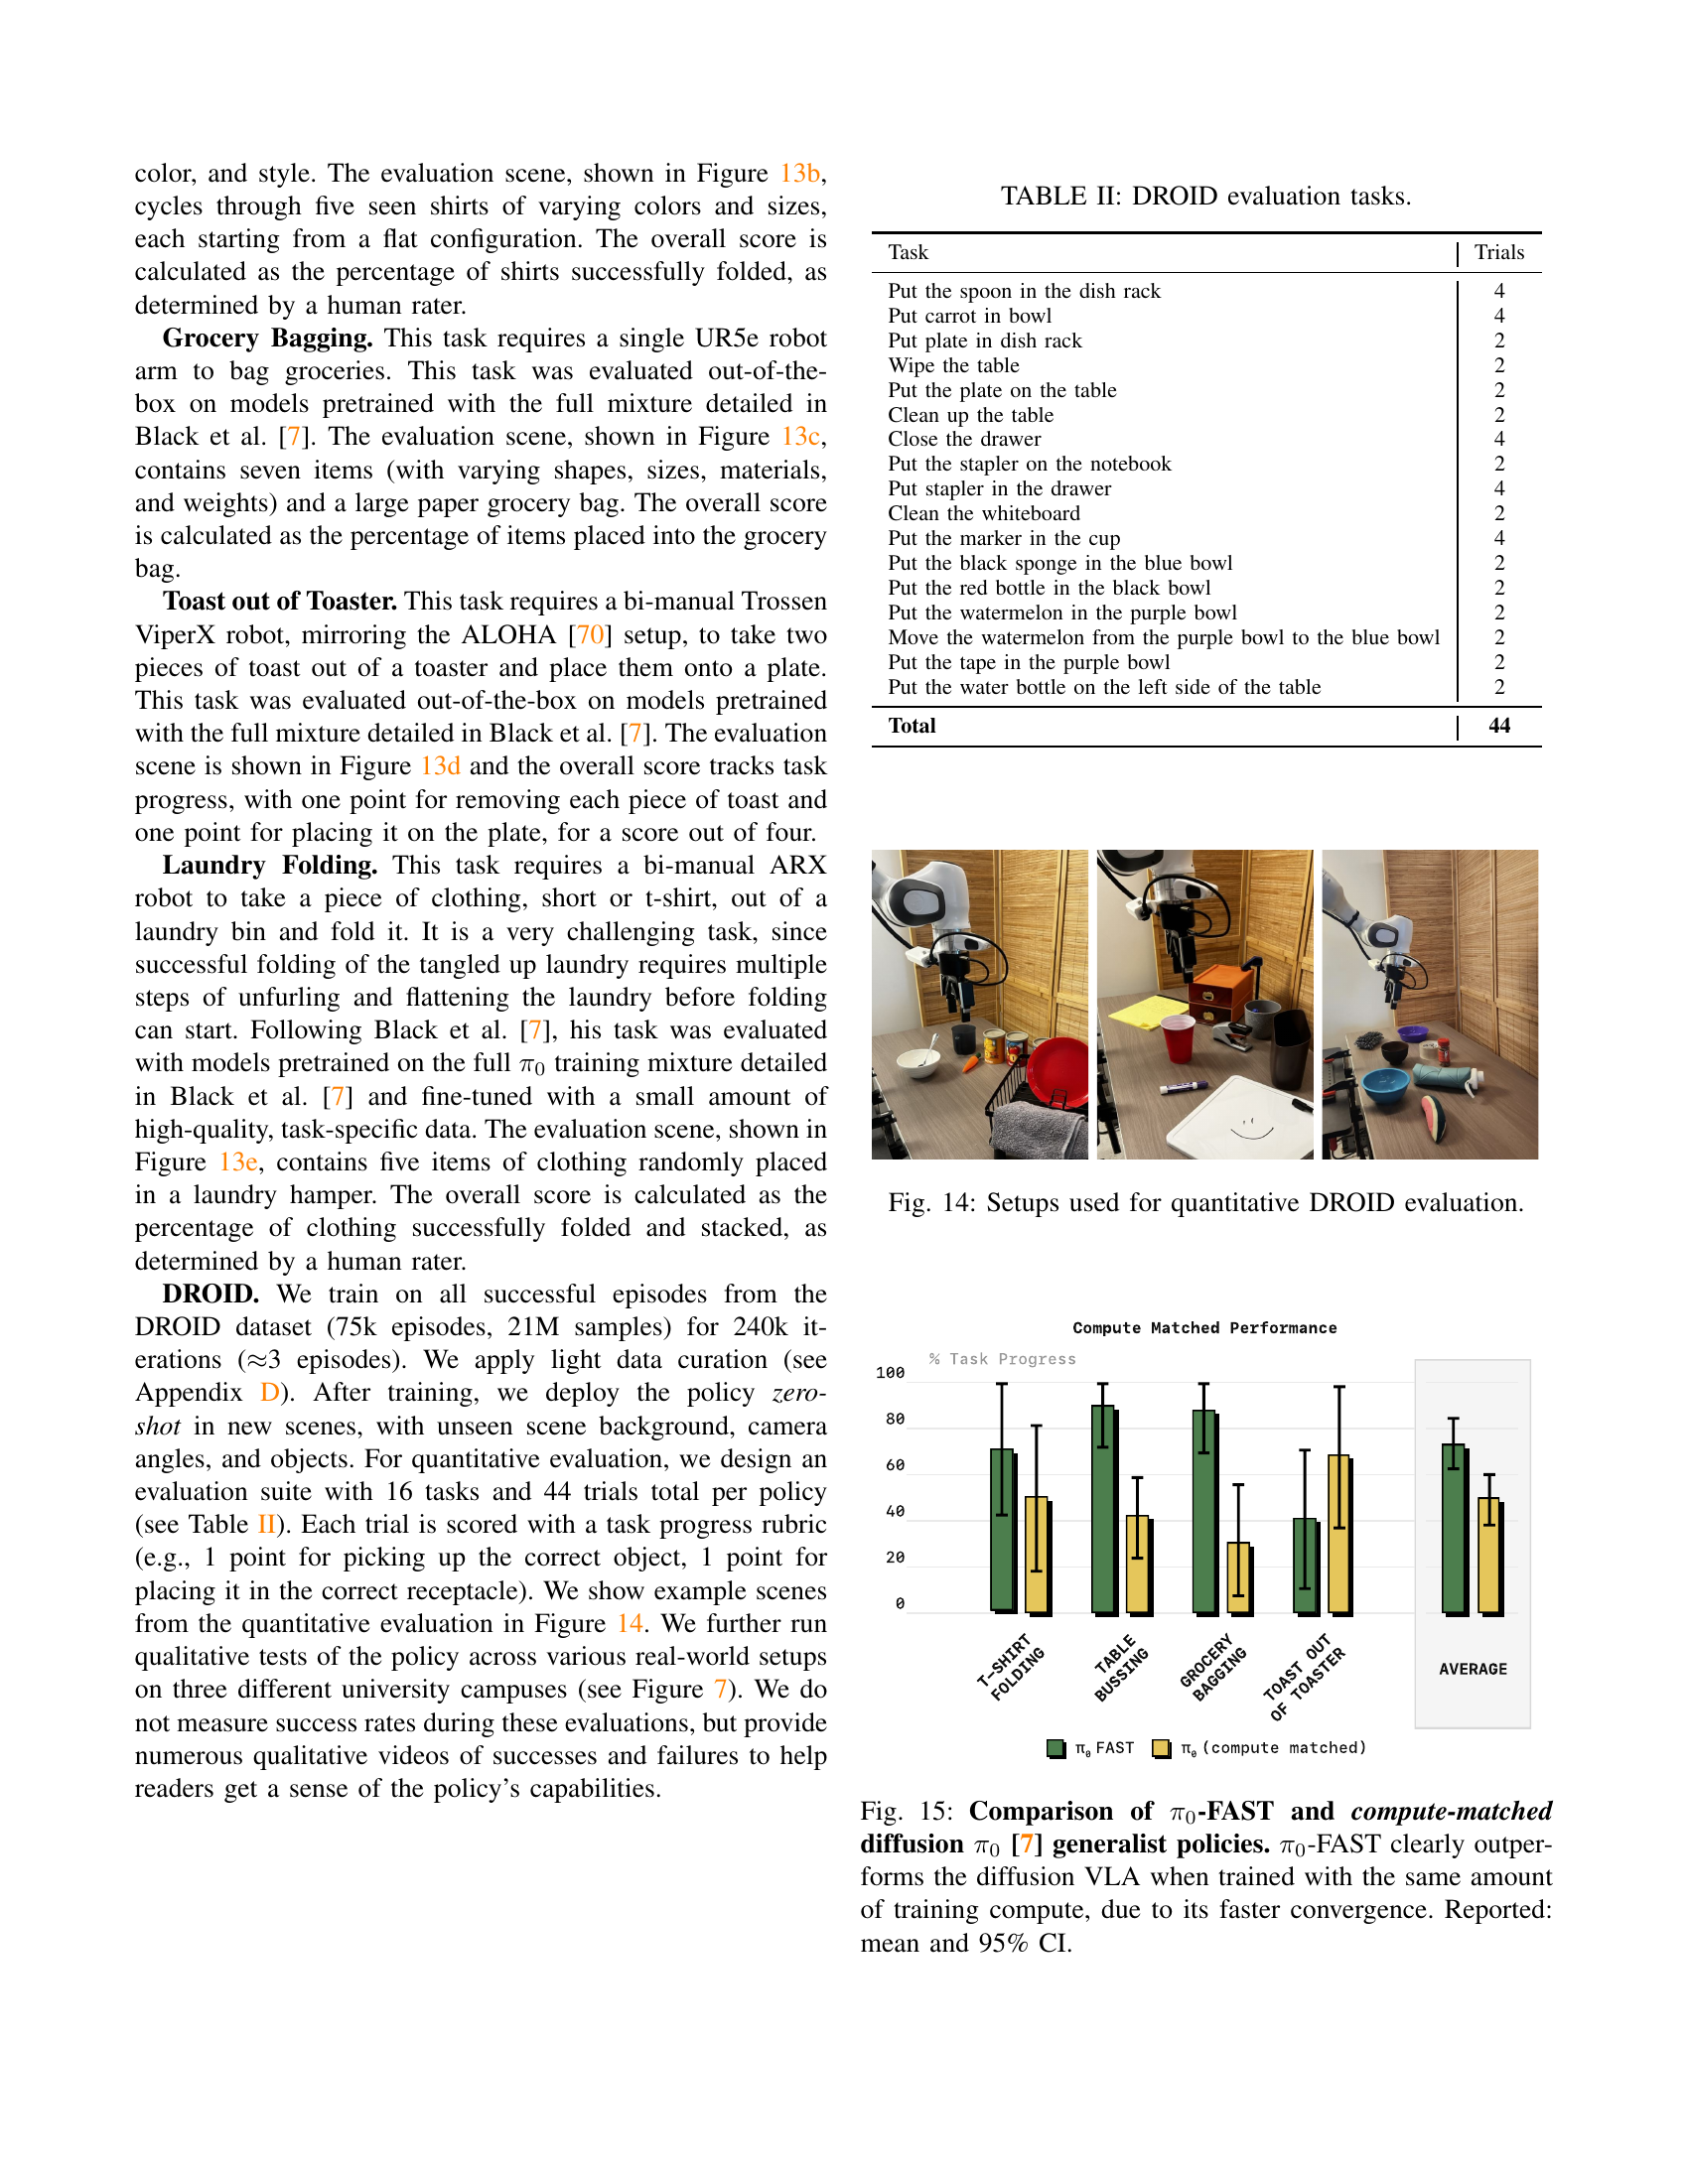 color, and style. The evaluation scene, shown in Figure 13b,
cycles through five seen shirts of varying colors and sizes,
each starting from a flat configuration. The overall score is
calculated as the percentage of shirts successfully folded, as
determined by a human rater.
Grocery Bagging. This task requires a single UR5e robot
arm to bag groceries. This task was evaluated out-of-the-
box on models pretrained with the full mixture detailed in
Black et al. [7]. The evaluation scene, shown in Figure 13c,
contains seven items (with varying shapes, sizes, materials,
and weights) and a large paper grocery bag. The overall score
is calculated as the percentage of items placed into the grocery
bag.
Toast out of Toaster. This task requires a bi-manual Trossen
ViperX robot, mirroring the ALOHA [70] setup, to take two
pieces of toast out of a toaster and place them onto a plate.
This task was evaluated out-of-the-box on models pretrained
with the full mixture detailed in Black et al. [7]. The evaluation
scene is shown in Figure 13d and the overall score tracks task
progress, with one point for removing each piece of toast and
one point for placing it on the plate, for a score out of four.
Laundry Folding. This task requires a bi-manual ARX
robot to take a piece of clothing, short or t-shirt, out of a
laundry bin and fold it. It is a very challenging task, since
successful folding of the tangled up laundry requires multiple
steps of unfurling and flattening the laundry before folding
can start. Following Black et al. [7], his task was evaluated
with models pretrained on the full π0 training mixture detailed
in Black et al. [7] and fine-tuned with a small amount of
high-quality, task-specific data. The evaluation scene, shown in
Figure 13e, contains five items of clothing randomly placed
in a laundry hamper. The overall score is calculated as the
percentage of clothing successfully folded and stacked, as
determined by a human rater.
DROID. We train on all successful episodes from the
DROID dataset (75k episodes, 21M samples) for 240k it-
erations (≈3 episodes). We apply light data curation (see
Appendix D). After training, we deploy the policy zero-
shot in new scenes, with unseen scene background, camera
angles, and objects. For quantitative evaluation, we design an
evaluation suite with 16 tasks and 44 trials total per policy
(see Table II). Each trial is scored with a task progress rubric
(e.g., 1 point for picking up the correct object, 1 point for
placing it in the correct receptacle). We show example scenes
from the quantitative evaluation in Figure 14. We further run
qualitative tests of the policy across various real-world setups
on three different university campuses (see Figure 7). We do
not measure success rates during these evaluations, but provide
numerous qualitative videos of successes and failures to help
readers get a sense of the policy's capabilities.
TABLE II: DROID evaluation tasks.
Task Trials
Put the spoon in the dish rack 4
Put carrot in bowl 4
Put plate in dish rack 2
Wipe the table 2
Put the plate on the table 2
Clean up the table 2
Close the drawer 4
Put the stapler on the notebook 2
Put stapler in the drawer 4
Clean the whiteboard 2
Put the marker in the cup 4
Put the black sponge in the blue bowl 2
Put the red bottle in the black bowl 2
Put the watermelon in the purple bowl 2
Move the watermelon from the purple bowl to the blue bowl 2
Put the tape in the purple bowl 2
Put the water bottle on the left side of the table 2
Total 44
Fig. 14: Setups used for quantitative DROID evaluation.
Compute Matched Performance
% Task Progress
100
80
60
40
20
0
T-SHIRT
FOLDING
TABLE
BUSSING
GROCERY
BAGGING
TOAST OUT
OF TOASTER
AVERAGE
π0 FAST π0 (compute matched)
Fig. 15: Comparison of π0-FAST and compute-matched
diffusion π0 [7] generalist policies. π0-FAST clearly outper-
forms the diffusion VLA when trained with the same amount
of training compute, due to its faster convergence. Reported:
mean and 95% CI.